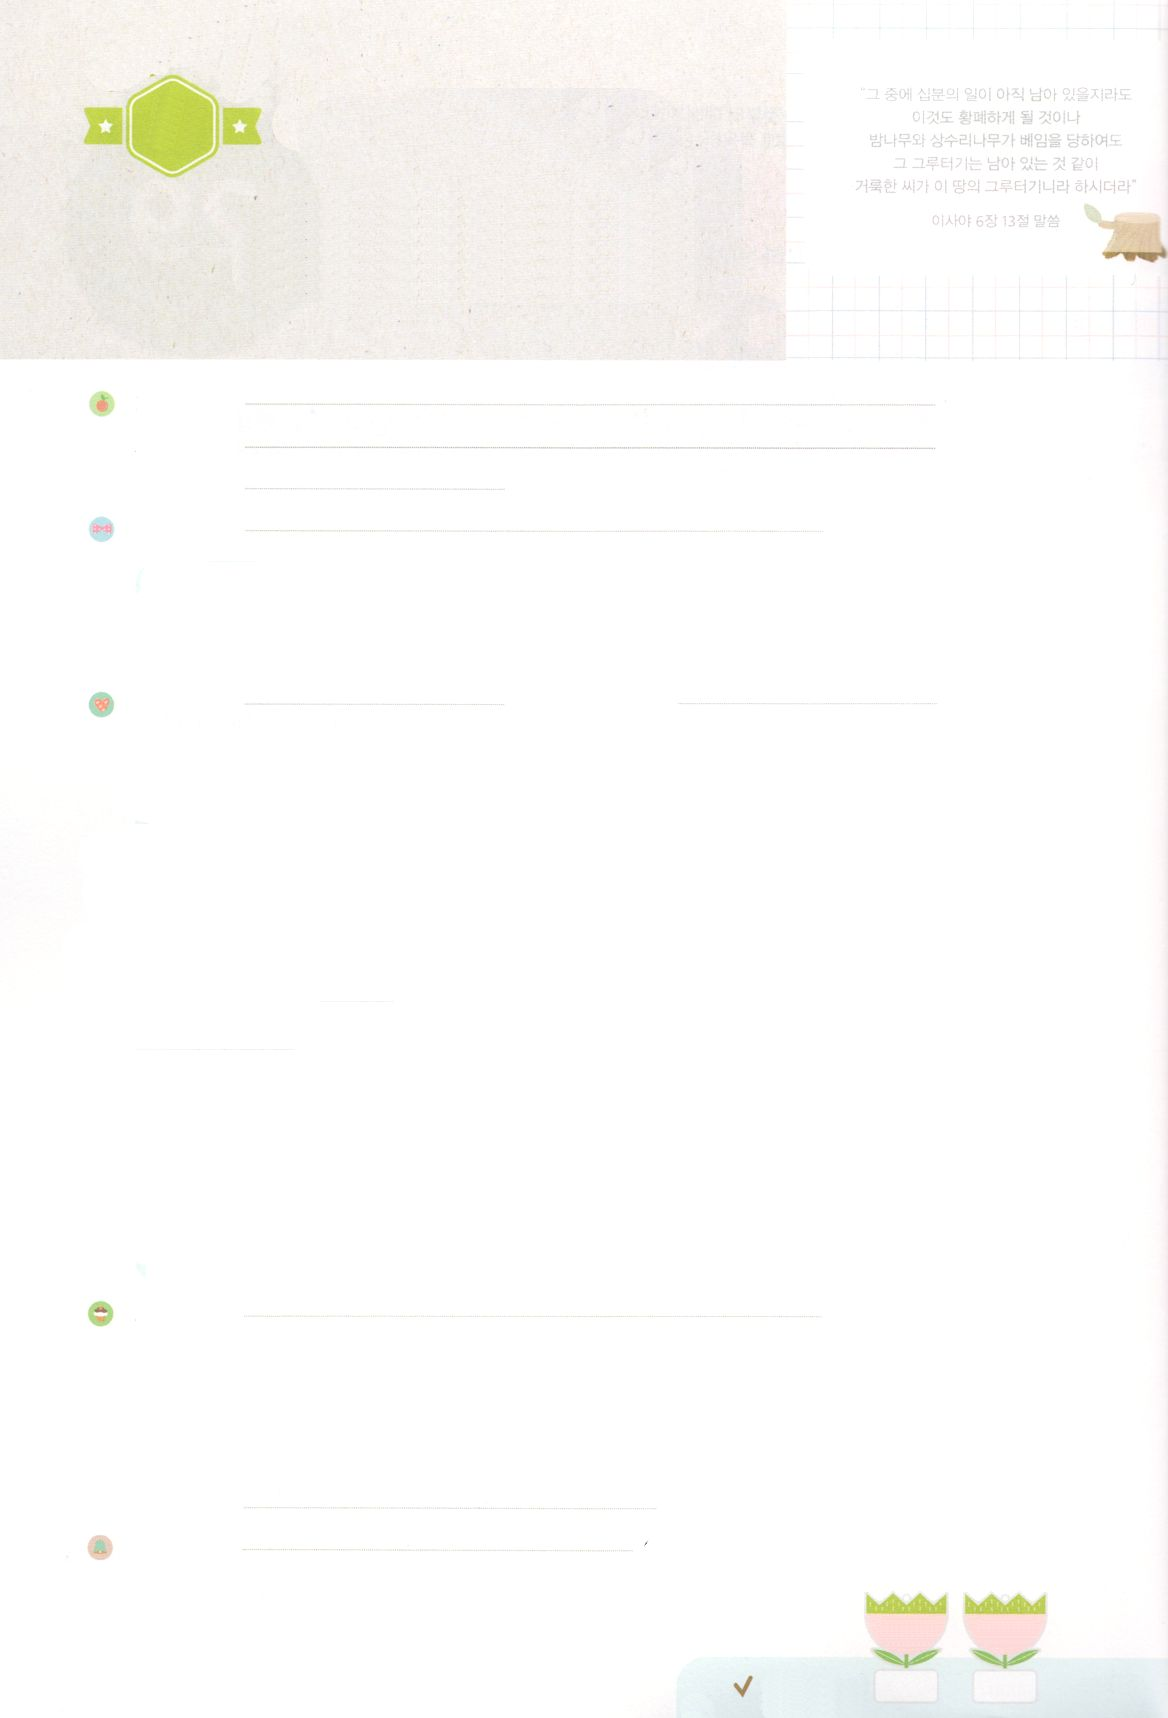 "그 중에 십분의 일이 아직 남아 있을지라도
이것도 황폐하게 될 것이나
밤나무와 상수리나무가 베임을 당하여도
그 그루터기는 남아 있는 것 같이
거룩한 씨가 이 땅의 그루터기니라 하시더라"
이사야 6장 13절 말씀